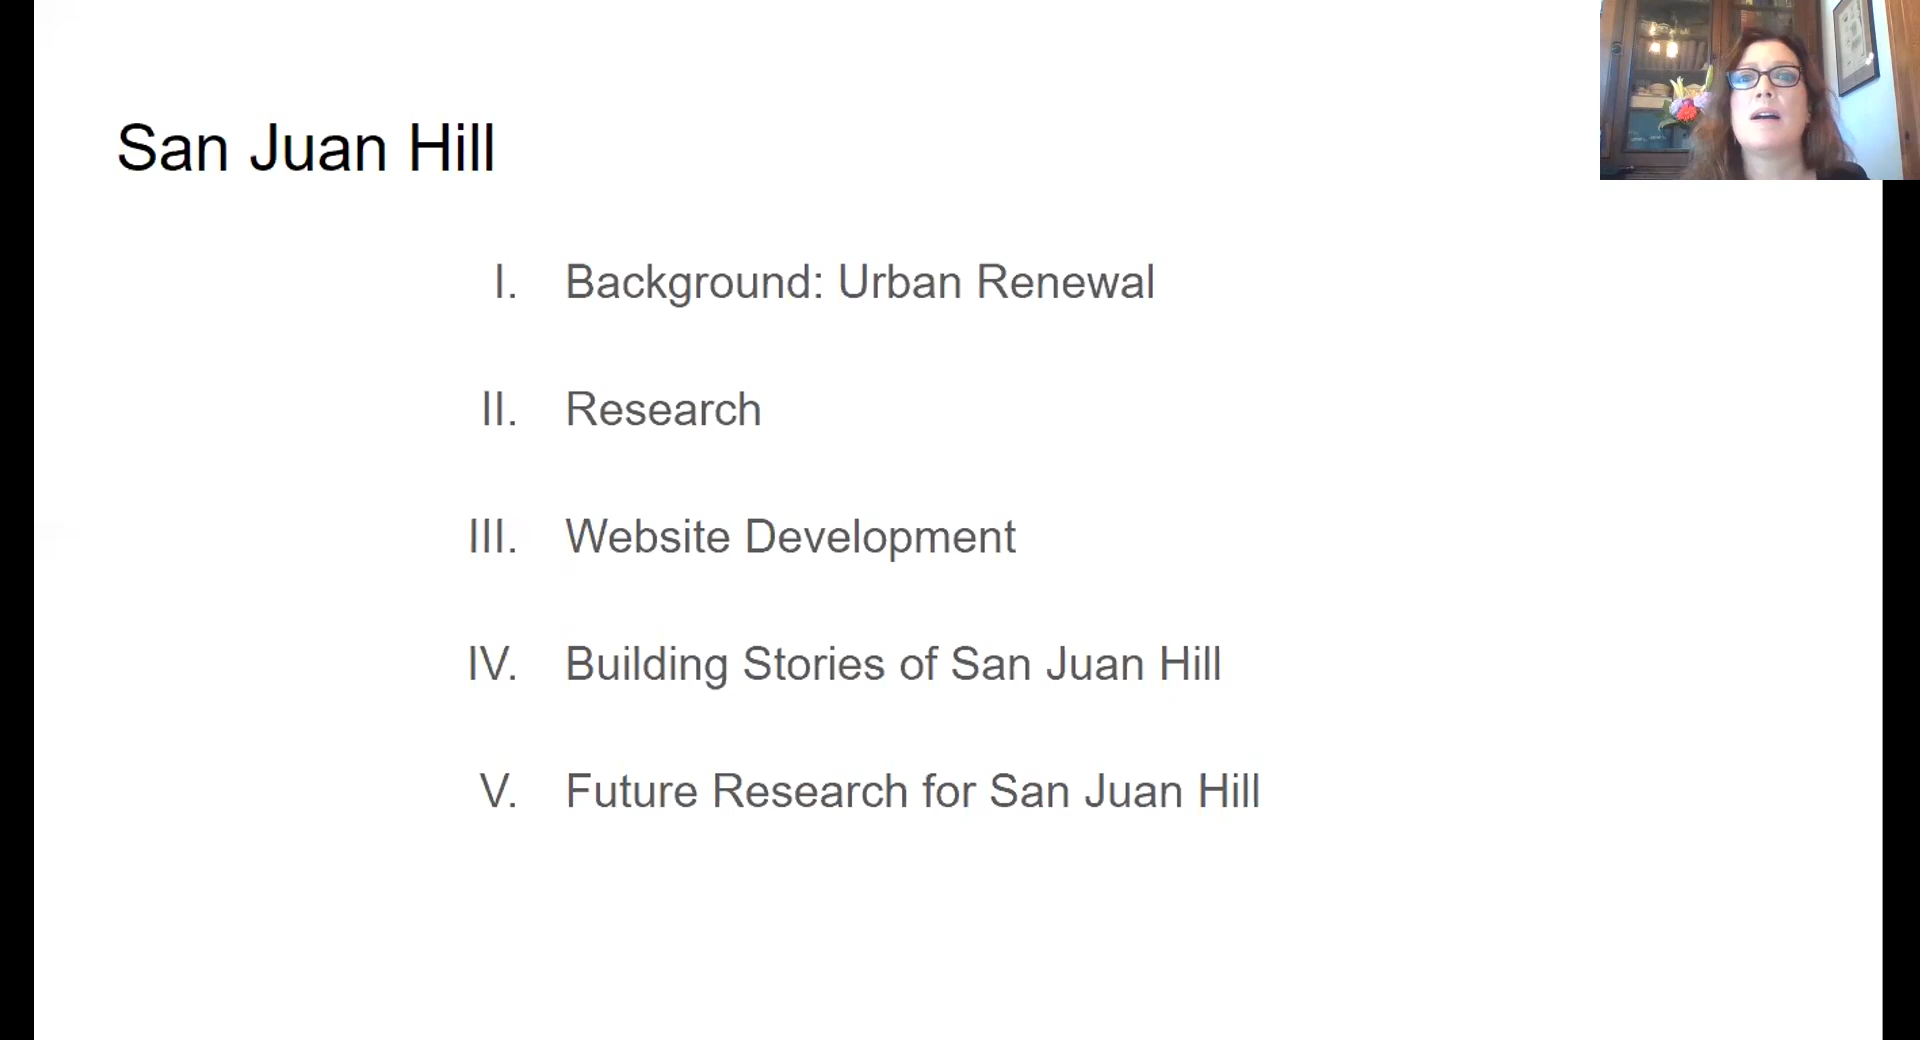 San Juan Hill
I. Background: Urban Renewal
II. Research
III. Website Development
IV. Building Stories of San Juan Hill
V. Future Research for San Juan Hill